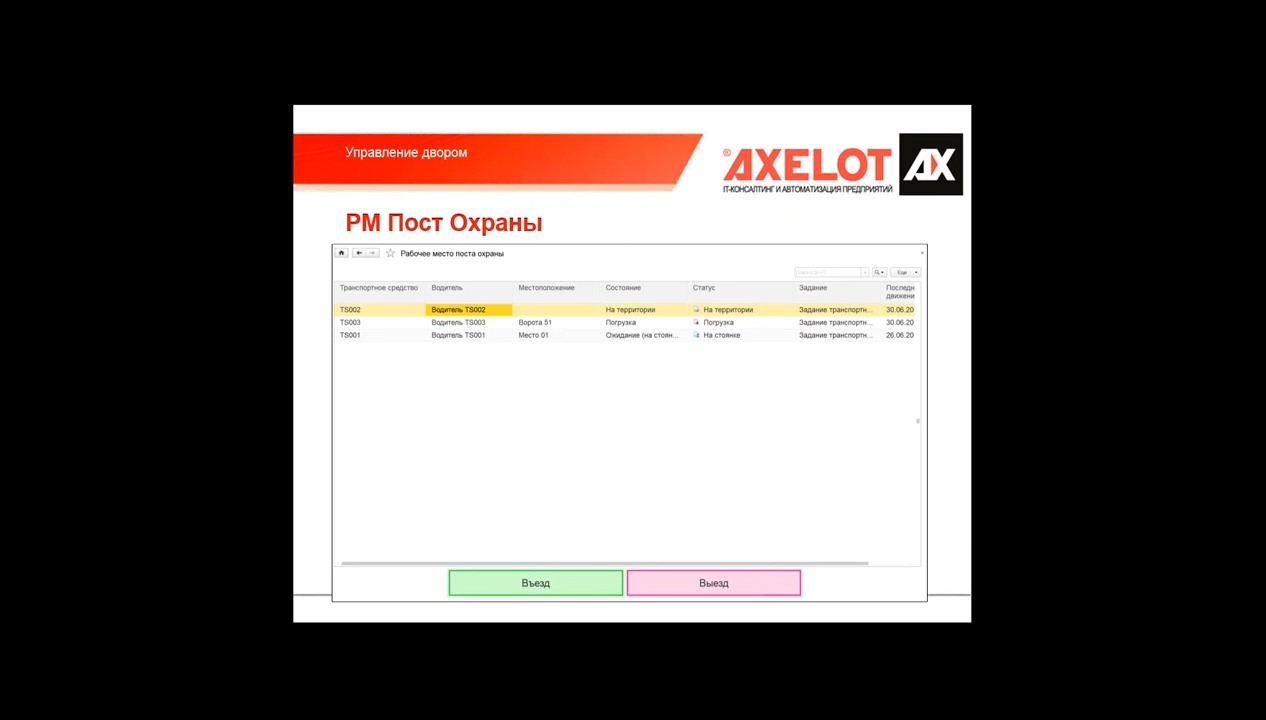 Управление двором
® AXELOT AX
IT-КОНСАЛТИНГ И АВТОМАТИЗАЦИЯ ПРЕДПРИЯТИЙ
РМ Пост Охраны
Рабочее место поста охраны
Еще
Транспортное средство Водитель Местоположение Состояние Статус Задание Последн
движени
TS002 Водитель TS002 На территории На территории Задание транспортн... 30.06.20
TS003 Водитель TS003 Ворота 51 Погрузка Погрузка Задание транспортн... 30.06.20
TS001 Водитель TS001 Место 01 Ожидание (на стоян... На стоянке Задание транспортн... 26.06.20
Въезд Выезд